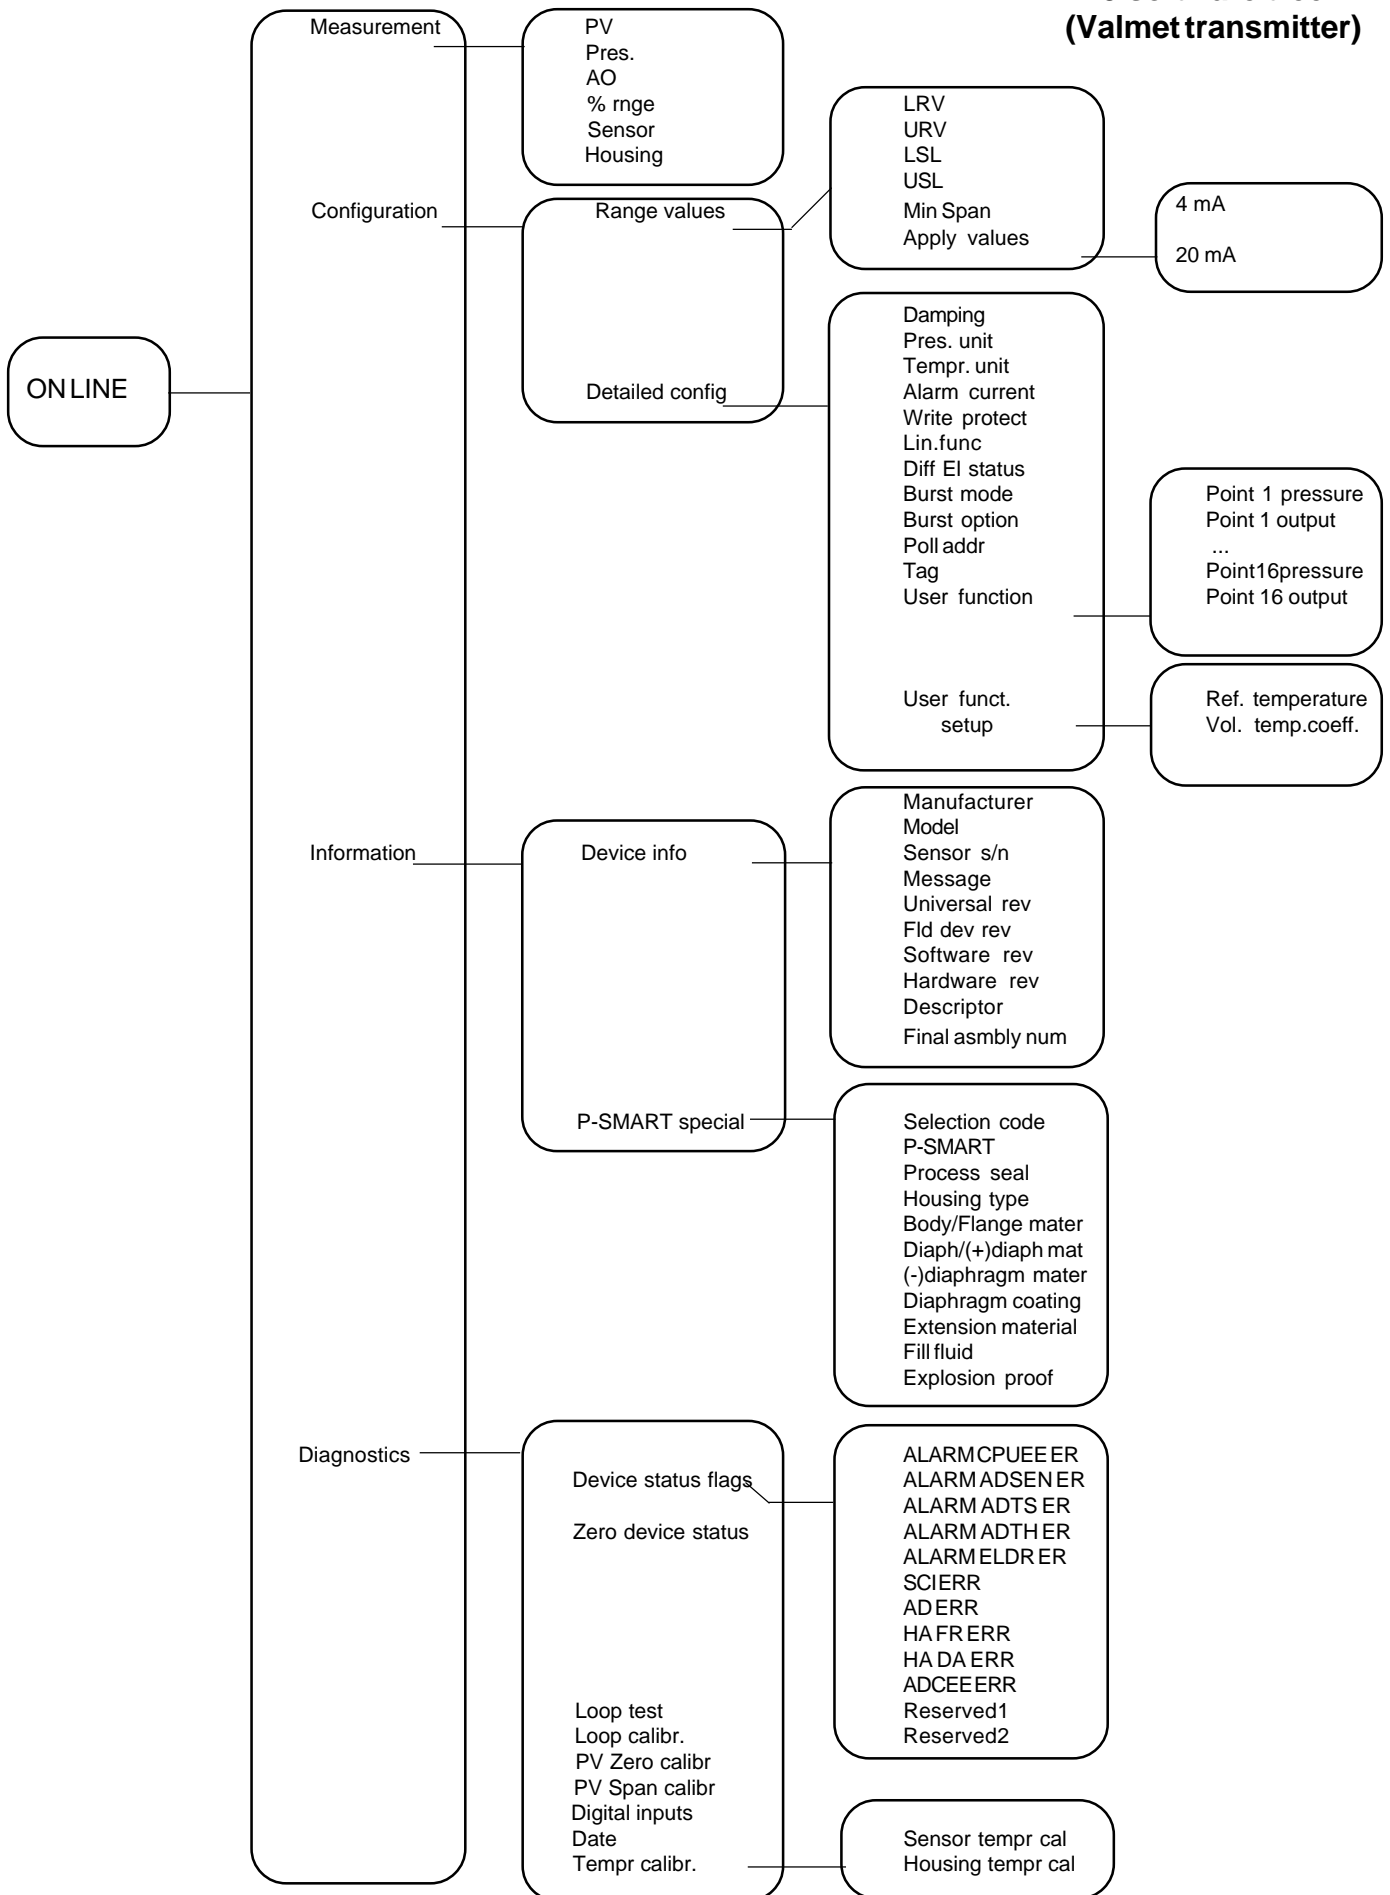 (Valmet transmitter)
ON LINE
Measurement
PV
Pres.
AO
% rnge
Sensor
Housing
Configuration
Range values
LRV
URV
LSL
USL
Min Span
Apply values
4 mA
20 mA
Detailed config
Damping
Pres. unit
Tempr. unit
Alarm current
Write protect
Lin.func
Diff El status
Burst mode
Burst option
Poll addr
Tag
User function
Point 1 pressure
Point 1 output
...
Point16pressure
Point 16 output
User funct.
setup
Ref. temperature
Vol. temp.coeff.
Information
Device info
Manufacturer
Model
Sensor s/n
Message
Universal rev
Fld dev rev
Software rev
Hardware rev
Descriptor
Final asmbly num
P-SMART special
Selection code
P-SMART
Process seal
Housing type
Body/Flange mater
Diaph/(+)diaph mat
(-)diaphragm mater
Diaphragm coating
Extension material
Fill fluid
Explosion proof
Diagnostics
Device status flags
Zero device status
ALARM CPUEE ER
ALARM ADSEN ER
ALARM ADTS ER
ALARM ADTH ER
ALARM ELDR ER
SCI ERR
AD ERR
HA FR ERR
HA DA ERR
ADCEE ERR
Reserved1
Reserved2
Loop test
Loop calibr.
PV Zero calibr
PV Span calibr
Digital inputs
Date
Tempr calibr.
Sensor tempr cal
Housing tempr cal